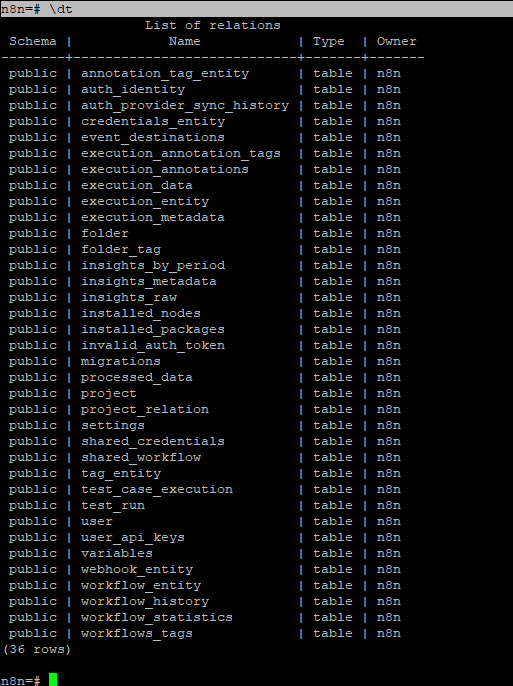 n8n=# \dt
                  List of relations
 Schema |            Name            | Type  | Owner
--------+----------------------------+-------+-------
 public | annotation_tag_entity      | table | n8n
 public | auth_identity              | table | n8n
 public | auth_provider_sync_history | table | n8n
 public | credentials_entity         | table | n8n
 public | event_destinations         | table | n8n
 public | execution_annotation_tags  | table | n8n
 public | execution_annotations      | table | n8n
 public | execution_data             | table | n8n
 public | execution_entity           | table | n8n
 public | execution_metadata         | table | n8n
 public | folder                     | table | n8n
 public | folder_tag                 | table | n8n
 public | insights_by_period         | table | n8n
 public | insights_metadata          | table | n8n
 public | insights_raw               | table | n8n
 public | installed_nodes            | table | n8n
 public | installed_packages         | table | n8n
 public | invalid_auth_token         | table | n8n
 public | migrations                 | table | n8n
 public | processed_data             | table | n8n
 public | project                    | table | n8n
 public | project_relation           | table | n8n
 public | settings                   | table | n8n
 public | shared_credentials         | table | n8n
 public | shared_workflow            | table | n8n
 public | tag_entity                 | table | n8n
 public | test_case_execution        | table | n8n
 public | test_run                   | table | n8n
 public | user                       | table | n8n
 public | user_api_keys              | table | n8n
 public | variables                  | table | n8n
 public | webhook_entity             | table | n8n
 public | workflow_entity            | table | n8n
 public | workflow_history           | table | n8n
 public | workflow_statistics        | table | n8n
 public | workflows_tags             | table | n8n
(36 rows)

n8n=#